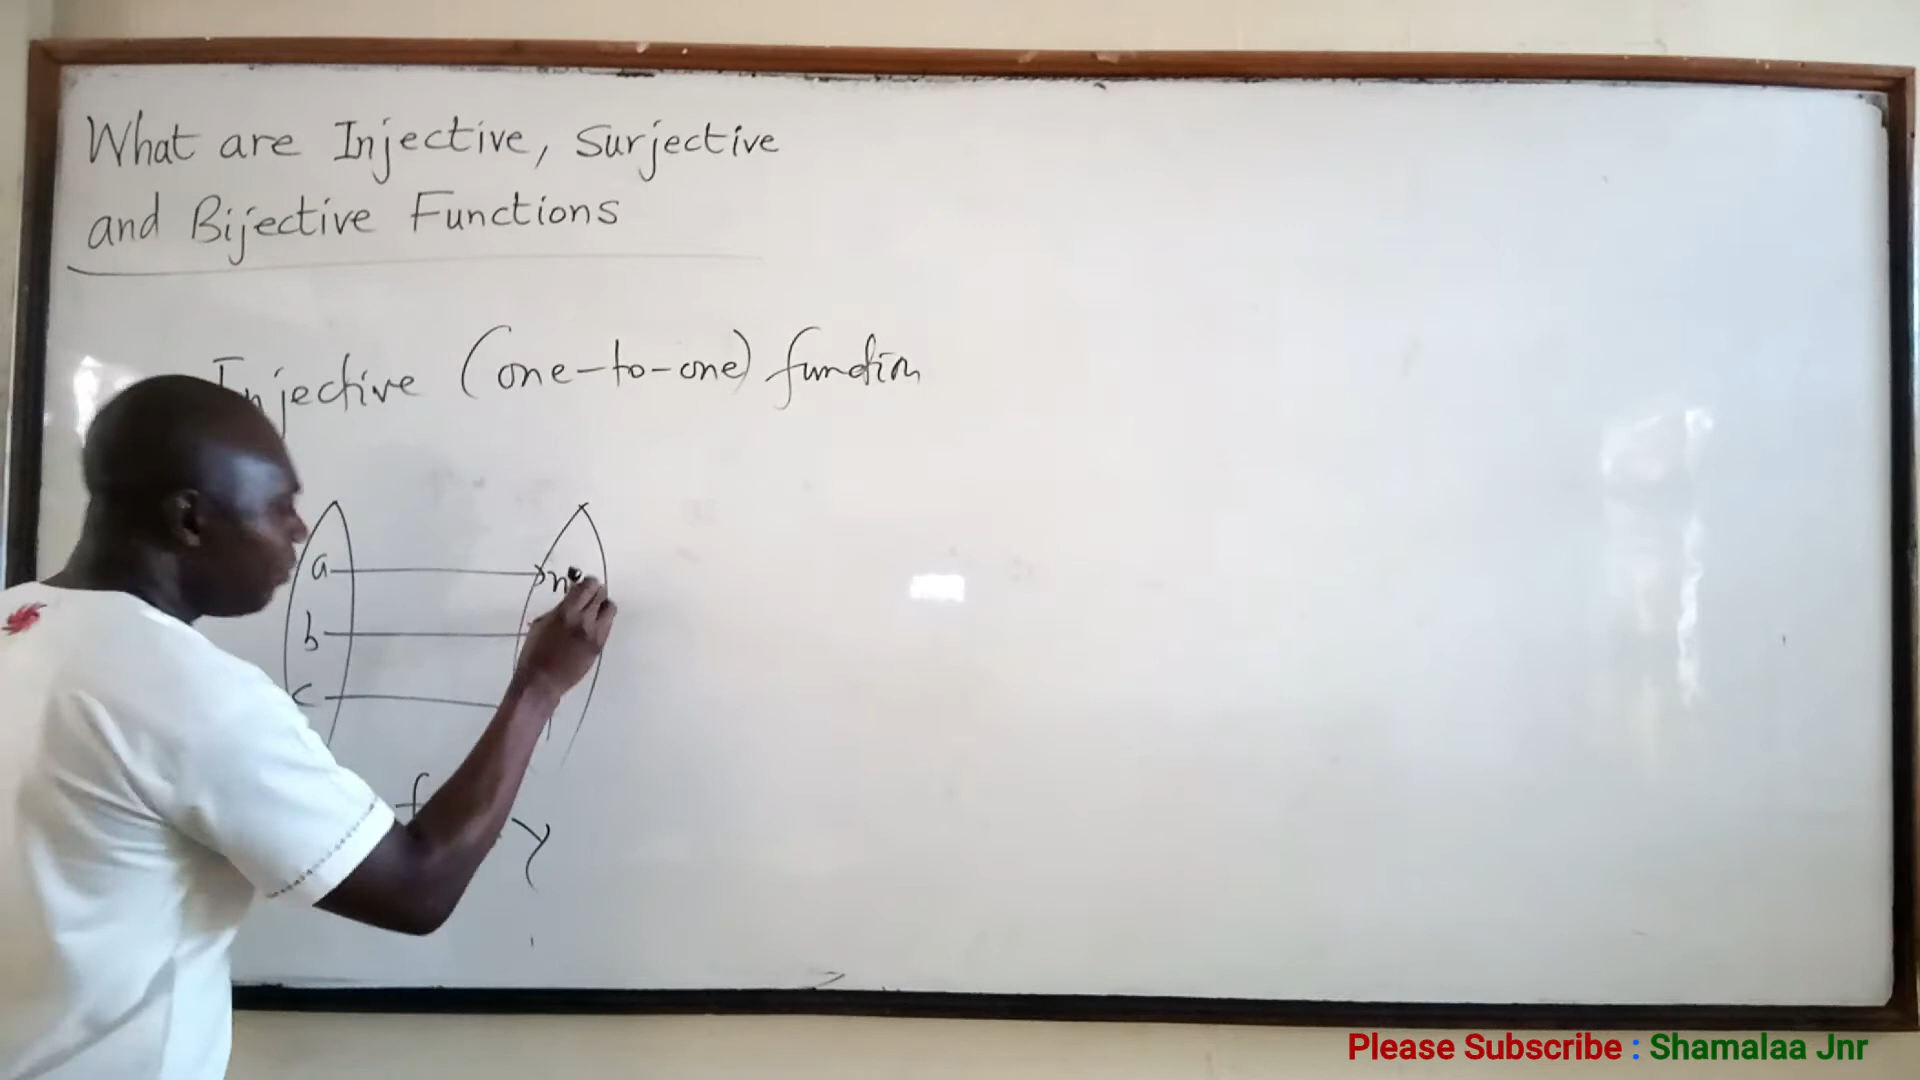 What are Injective, Surjective
and Bijective Functions
Injective (one-to-one) function
a
b
c
f
Y
Please Subscribe : Shamalaa Jnr